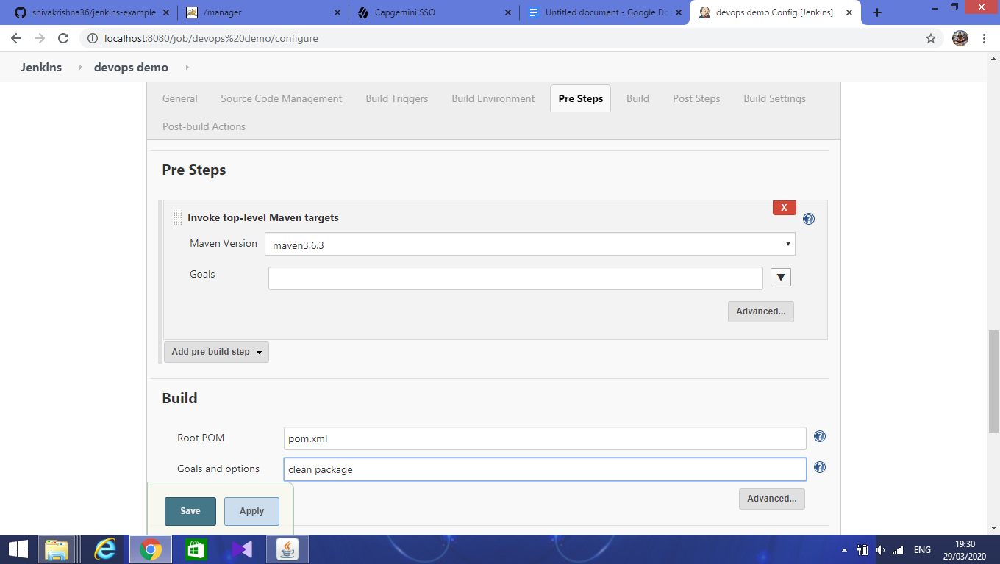 shivakrishna36/jenkins-example
/manager
Capgemini SSO
Untitled document - Google Do
devops demo Config [Jenkins]
localhost:8080/job/devops%20demo/configure
Jenkins
devops demo
General
Source Code Management
Build Triggers
Build Environment
Pre Steps
Build
Post Steps
Build Settings
Post-build Actions
Pre Steps
X
Invoke top-level Maven targets
Maven Version
maven3.6.3
Goals
Advanced...
Add pre-build step
Build
Root POM
pom.xml
Goals and options
clean package
Advanced...
Save
Apply
ENG
19:30
29/03/2020